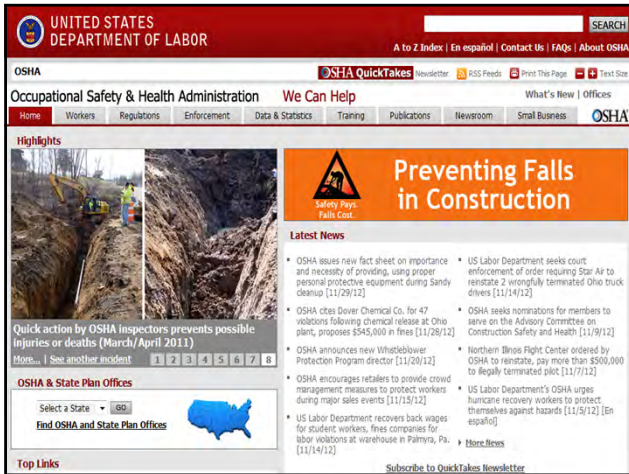 UNITED STATES
DEPARTMENT OF LABOR
SEARCH
A to Z Index | En español | Contact Us | FAQs | About OSHA
OSHA
OSHA QuickTakes Newsletter RSS Feeds Print This Page Text Size
Occupational Safety & Health Administration We Can Help
What's New | Offices
Home Workers Regulations Enforcement Data & Statistics Training Publications Newsroom Small Business OSHA
Highlights
Quick action by OSHA inspectors prevents possible
injuries or deaths (March/April 2011)
More... | See another incident 1 2 3 4 5 6 7 8
OSHA & State Plan Offices
Select a State GO
Find OSHA and State Plan Offices
Top Links
Safety Pays.
Falls Cost.
Preventing Falls
in Construction
Latest News
OSHA issues new fact sheet on importance
and necessity of providing, using proper
personal protective equipment during Sandy
cleanup [11/29/12]
OSHA cites Dover Chemical Co. for 47
violations following chemical release at Ohio
plant, proposes $545,000 in fines [11/28/12]
OSHA announces new Whistleblower
Protection Program director [11/20/12]
OSHA encourages retailers to provide crowd
management measures to protect workers
during major sales events [11/15/12]
US Labor Department recovers back wages
for student workers, fines companies for
labor violations at warehouse in Palmyra, Pa.
[11/14/12]
US Labor Department seeks court
enforcement of order requiring Star Air to
reinstate 2 wrongfully terminated Ohio truck
drivers [11/14/12]
OSHA seeks nominations for members to
serve on the Advisory Committee on
Construction Safety and Health [11/9/12]
Northern Illinois Flight Center ordered by
OSHA to reinstate, pay more than $500,000
to illegally terminated pilot [11/7/12]
US Labor Department's OSHA urges
hurricane recovery workers to protect
themselves against hazards [11/5/12] [En
español]
More News
Subscribe to QuickTakes Newsletter